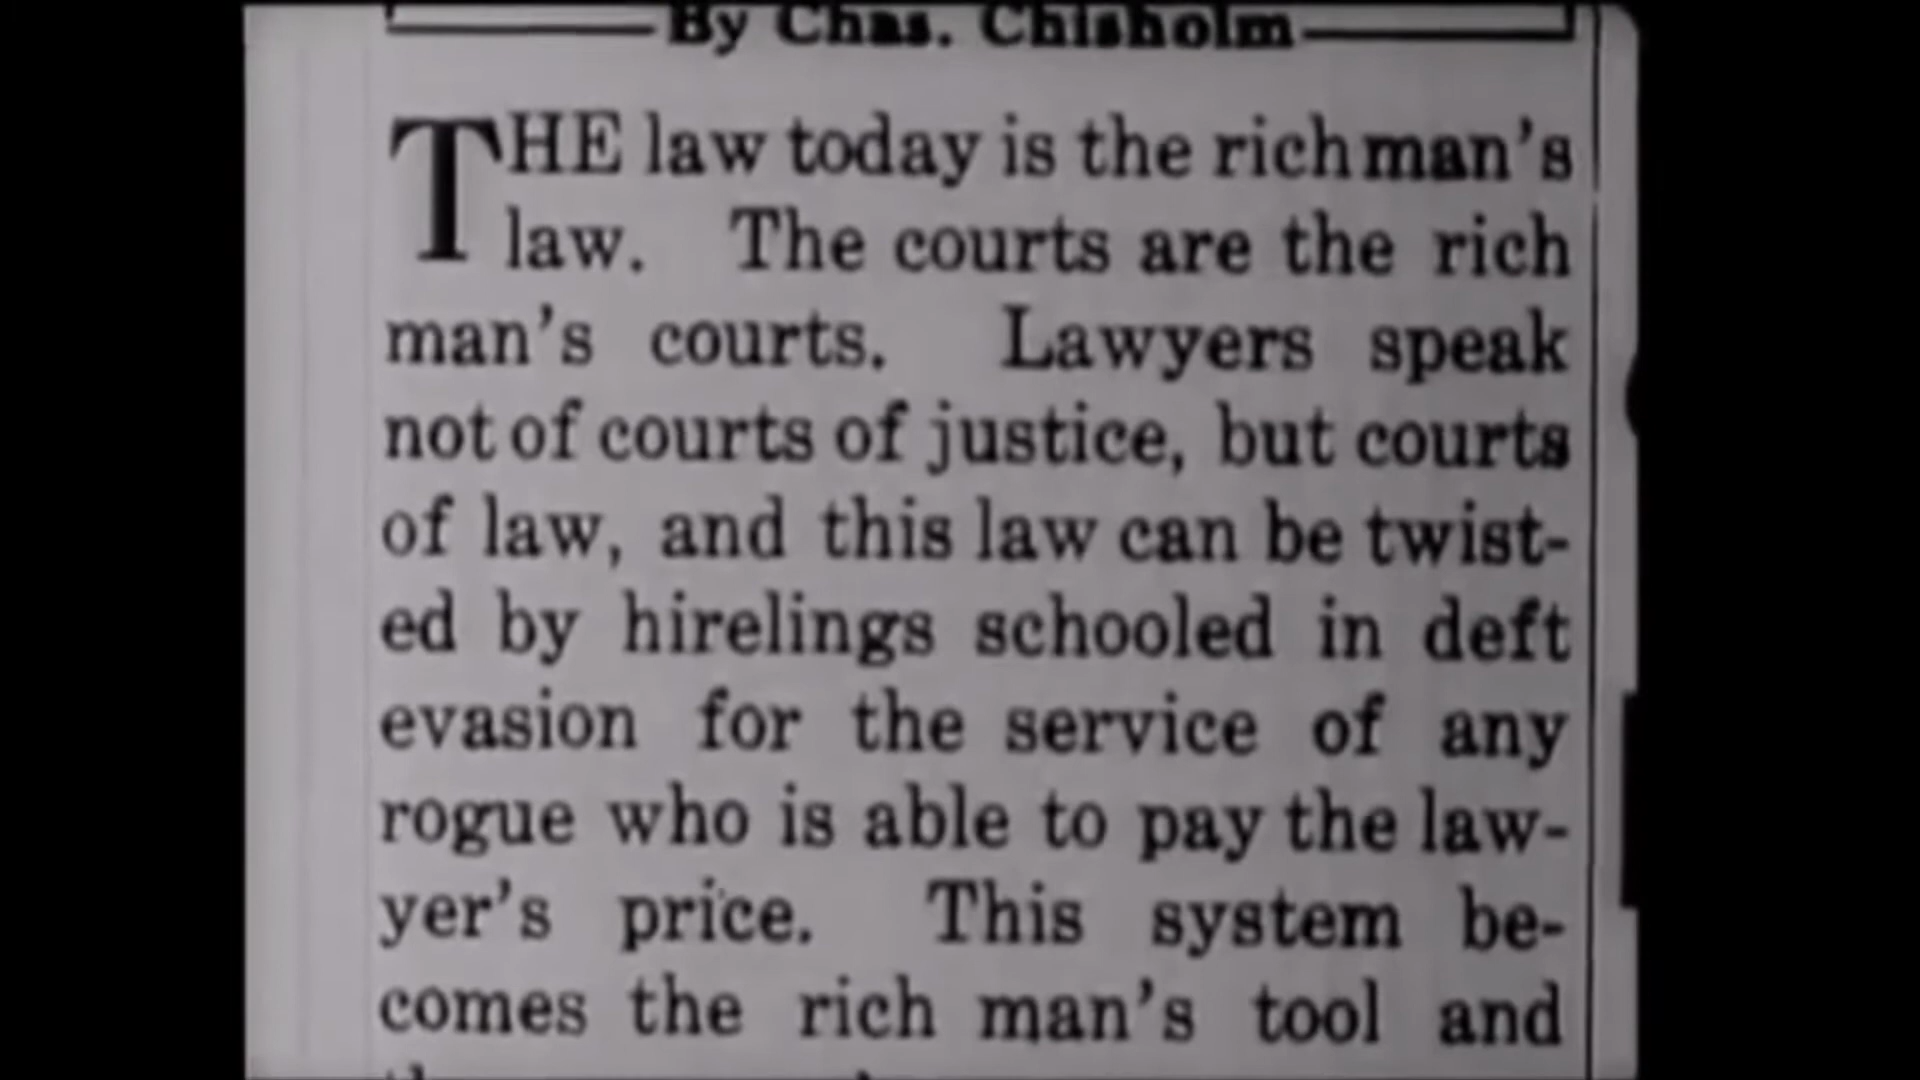 By Chas. Chisholm
THE law today is the rich man's
law. The courts are the rich
man's courts. Lawyers speak
not of courts of justice, but courts
of law, and this law can be twist-
ed by hirelings schooled in deft
evasion for the service of any
rogue who is able to pay the law-
yer's price. This system be-
comes the rich man's tool and